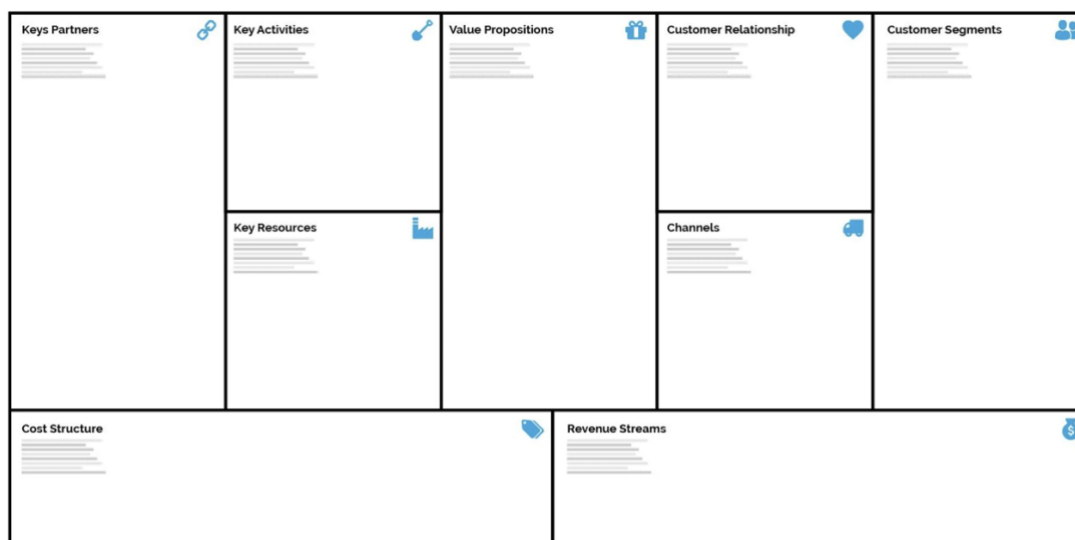 Keys Partners
Key Activities
Value Propositions
Customer Relationship
Customer Segments
Key Resources
Channels
Cost Structure
Revenue Streams
$